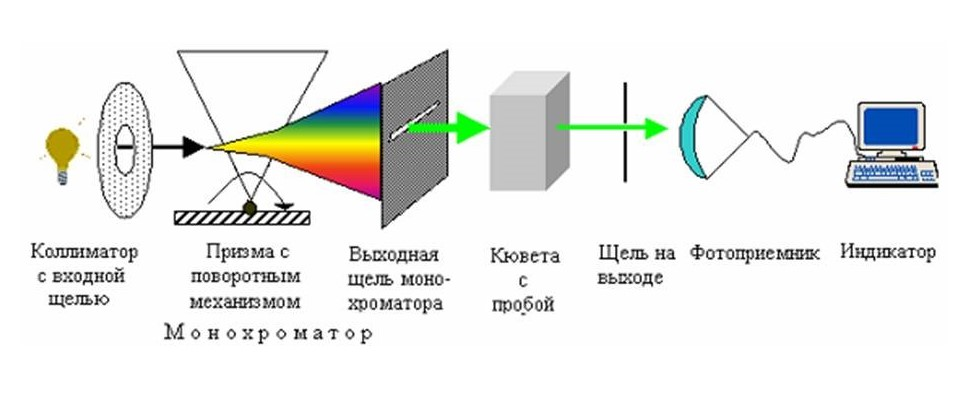 Коллиматор
с входной
щелью
Призма с
поворотным
механизмом
Выходная
щель моно-
хроматора
Кювета
с
пробой
Щель на
выходе
Фотоприемник
Индикатор
Монохроматор